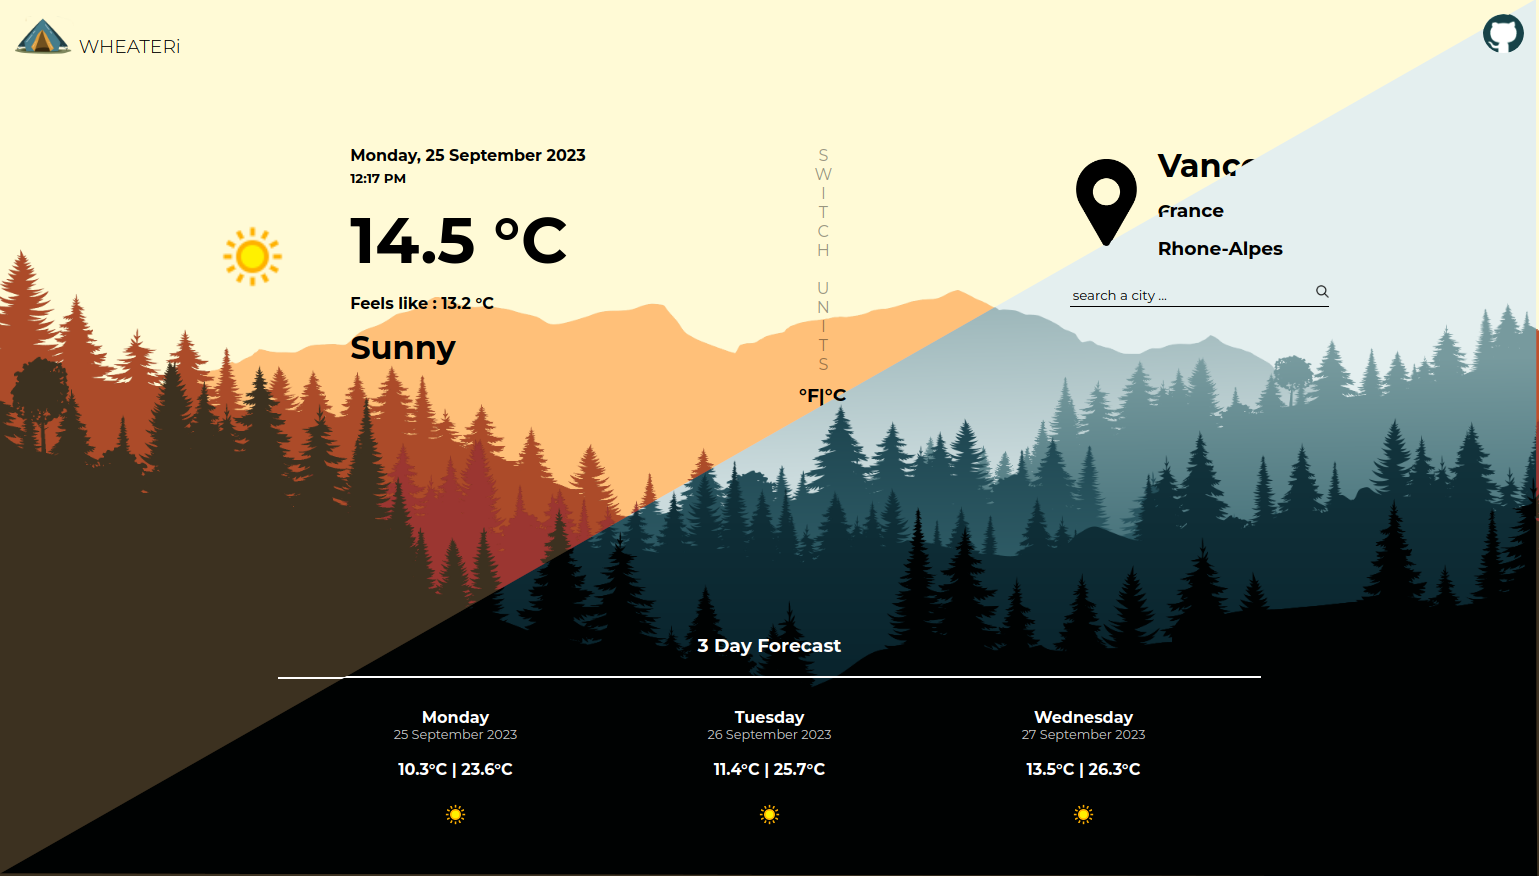 WHEATERi
Monday, 25 September 2023
12:17 PM
14.5 °C
Feels like : 13.2 °C
Sunny
SWITCH UNITS
°F|°C
France
Rhone-Alpes
search a city ...
3 Day Forecast
Monday
25 September 2023
10.3°C | 23.6°C
Tuesday
26 September 2023
11.4°C | 25.7°C
Wednesday
27 September 2023
13.5°C | 26.3°C